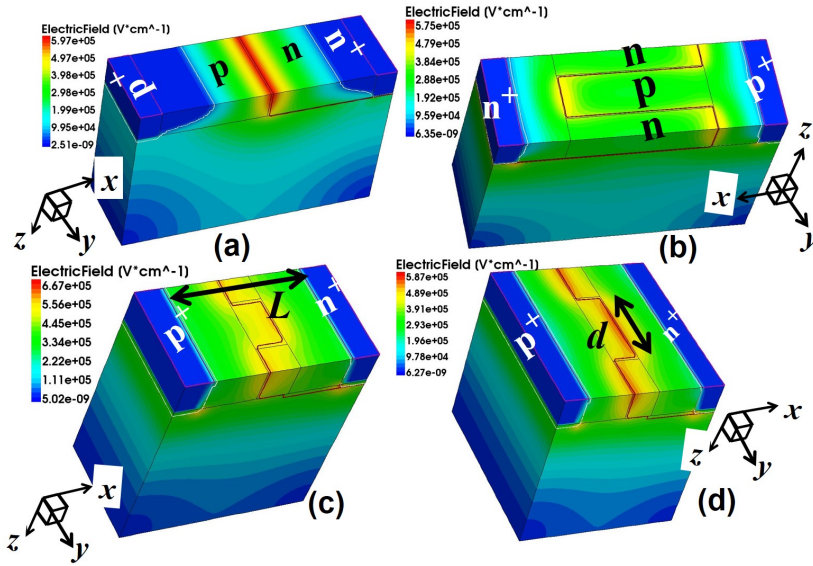 ElectricField (V*cm^-1)
5.97e+05
4.98e+05
3.98e+05
2.99e+05
1.99e+05
9.95e+04
2.51e-09
p+
p
n
n+
x
y
z
(a)
ElectricField (V*cm^-1)
5.75e+05
4.79e+05
3.84e+05
2.88e+05
1.92e+05
9.59e+04
6.35e-09
n+
n
p
n
p+
z
x
y
(b)
ElectricField (V*cm^-1)
6.67e+05
5.56e+05
4.45e+05
3.34e+05
2.22e+05
1.11e+05
5.02e-09
p+
L
n+
x
y
z
(c)
ElectricField (V*cm^-1)
5.87e+05
4.89e+05
3.91e+05
2.93e+05
1.96e+05
9.78e+04
6.27e-09
p+
d
n+
x
y
z
(d)